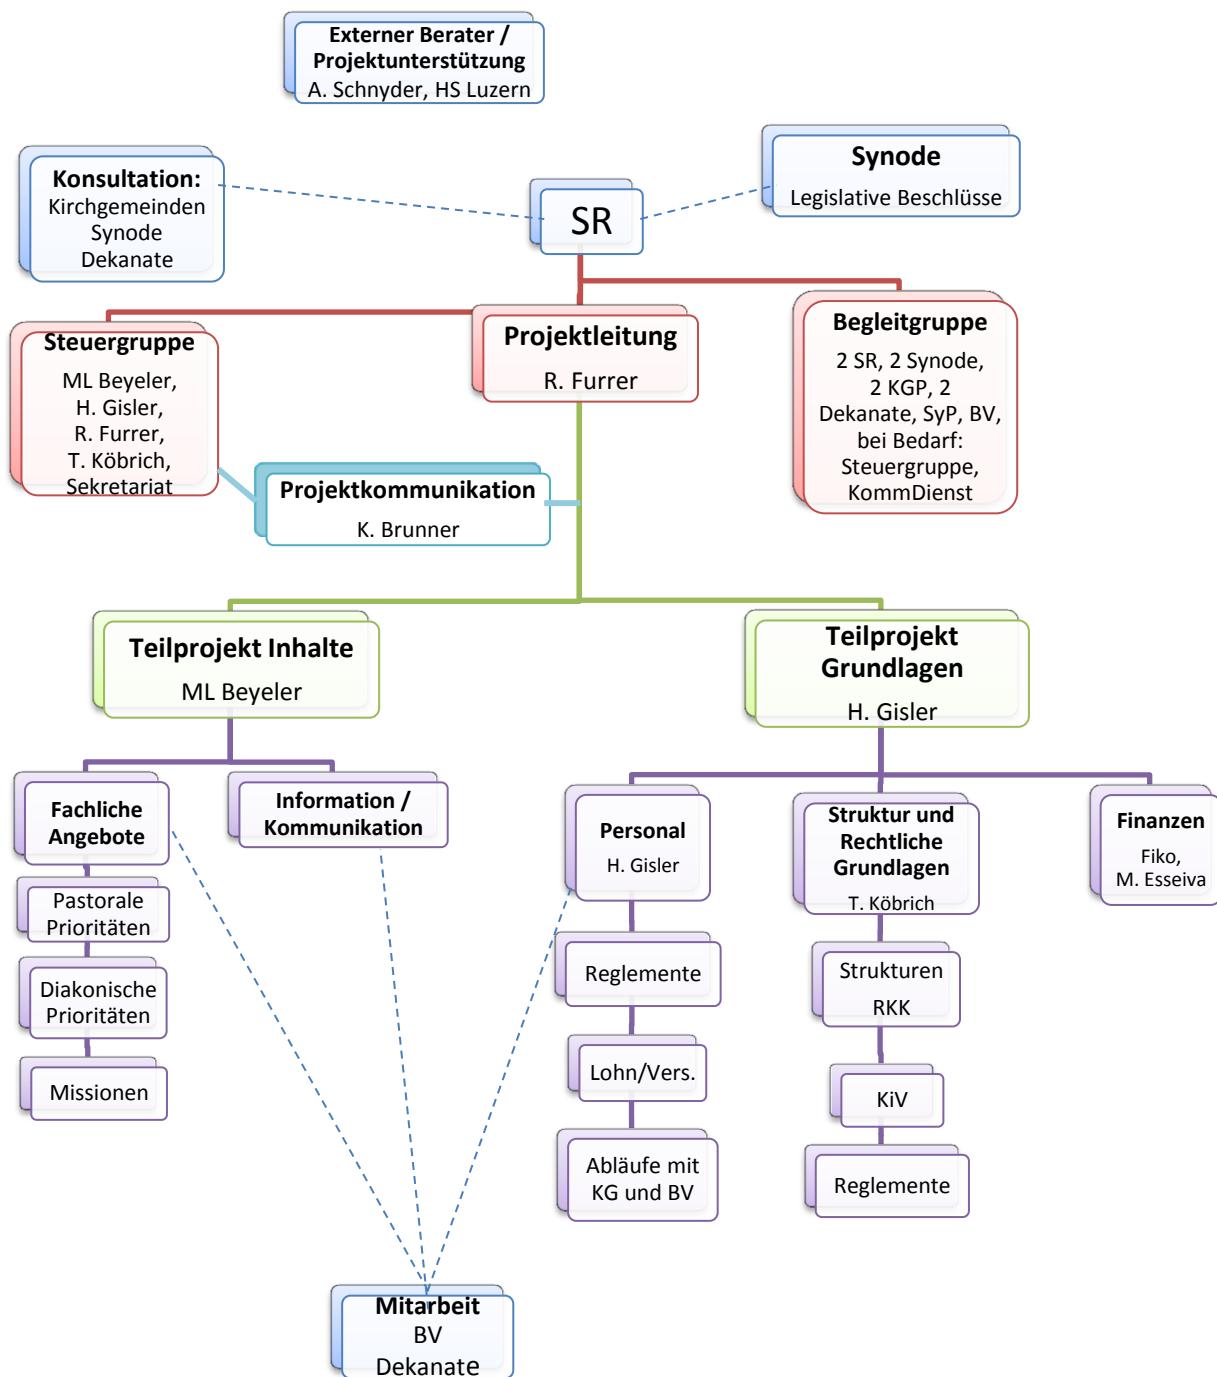 Externer Berater /
Projektunterstützung
A. Schnyder, HS Luzern
Konsultation:
Kirchgemeinden
Synode
Dekanate
SR
Synode
Legislative Beschlüsse
Steuergruppe
ML Beyeler,
H. Gisler,
R. Furrer,
T. Köbrich,
Sekretariat
Projektleitung
R. Furrer
Begleitgruppe
2 SR, 2 Synode,
2 KGP, 2
Dekanate, SyP, BV,
bei Bedarf:
Steuergruppe,
KommDienst
Projektkommunikation
K. Brunner
Teilprojekt Inhalte
ML Beyeler
Teilprojekt
Grundlagen
H. Gisler
Fachliche
Angebote
Pastorale
Prioritäten
Diakonische
Prioritäten
Missionen
Information /
Kommunikation
Personal
H. Gisler
Reglemente
Lohn/Vers.
Abläufe mit
KG und BV
Struktur und
Rechtliche
Grundlagen
T. Köbrich
Strukturen
RKK
KiV
Reglemente
Finanzen
Fiko,
M. Esseiva
Mitarbeit
BV
Dekanate